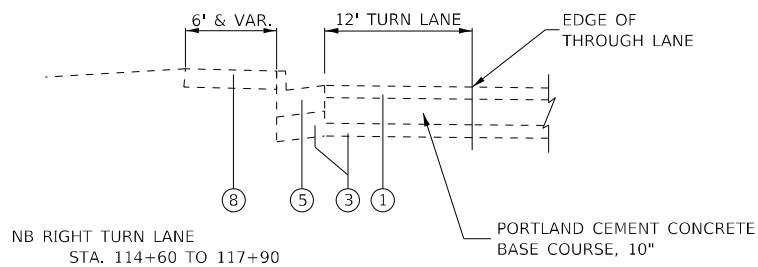 6' & VAR.
12' TURN LANE
EDGE OF
THROUGH LANE
8
5
3
1
NB RIGHT TURN LANE
STA. 114+60 TO 117+90
PORTLAND CEMENT CONCRETE
BASE COURSE, 10"